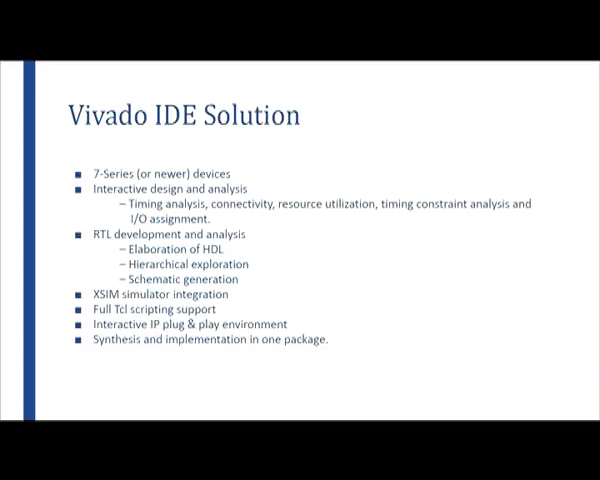 Vivado IDE Solution
7-Series (or newer) devices
Interactive design and analysis
– Timing analysis, connectivity, resource utilization, timing constraint analysis and
I/O assignment.
RTL development and analysis
– Elaboration of HDL
– Hierarchical exploration
– Schematic generation
XSIM simulator integration
Full Tcl scripting support
Interactive IP plug & play environment
Synthesis and implementation in one package.